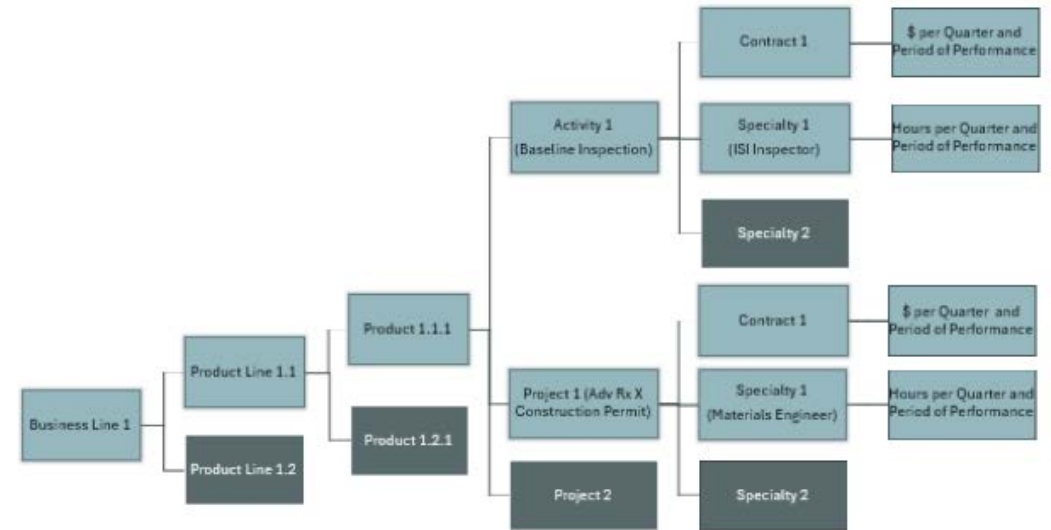 Business Line 1
Product Line 1.1
Product Line 1.2
Product 1.1.1
Product 1.2.1
Activity 1
(Baseline Inspection)
Project 1 (Adv Rx X
Construction Permit)
Project 2
Contract 1
Specialty 1
(ISI Inspector)
Specialty 2
Contract 1
Specialty 1
(Materials Engineer)
Specialty 2
$ per Quarter and
Period of Performance
Hours per Quarter and
Period of Performance
$ per Quarter and
Period of Performance
Hours per Quarter and
Period of Performance